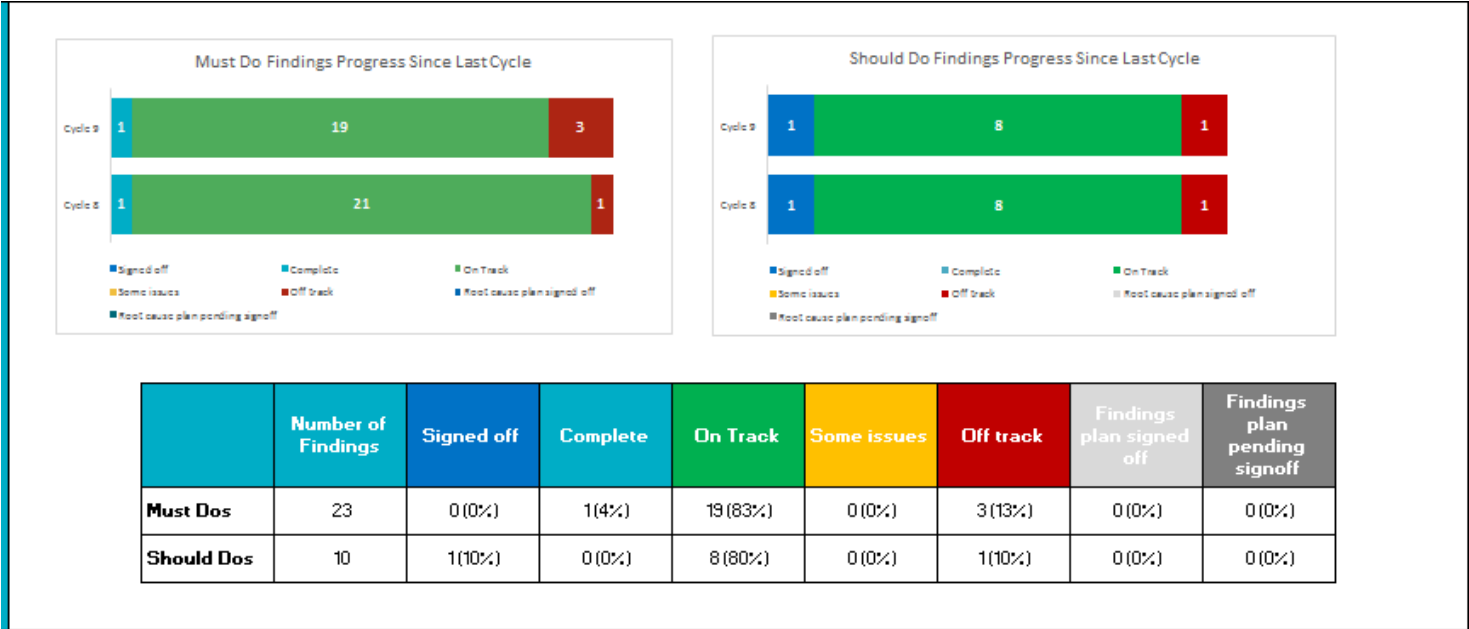 Must Do Findings Progress Since Last Cycle
Cycle 9 1 19 3
Cycle 8 1 21 1
Signed off Complete On Track
Some issues Off track Root cause plan signed off
Root cause plan pending signoff
Should Do Findings Progress Since Last Cycle
Cycle 9 1 8 1
Cycle 8 1 8 1
Signed off Complete On Track
Some issues Off track Root cause plan signed off
Root cause plan pending signoff
Number of Findings Signed off Complete On Track Some issues Off track Findings plan signed off Findings plan pending signoff
Must Dos 23 0 (0%) 1 (4%) 19 (83%) 0 (0%) 3 (13%) 0 (0%) 0 (0%)
Should Dos 10 1 (10%) 0 (0%) 8 (80%) 0 (0%) 1 (10%) 0 (0%) 0 (0%)